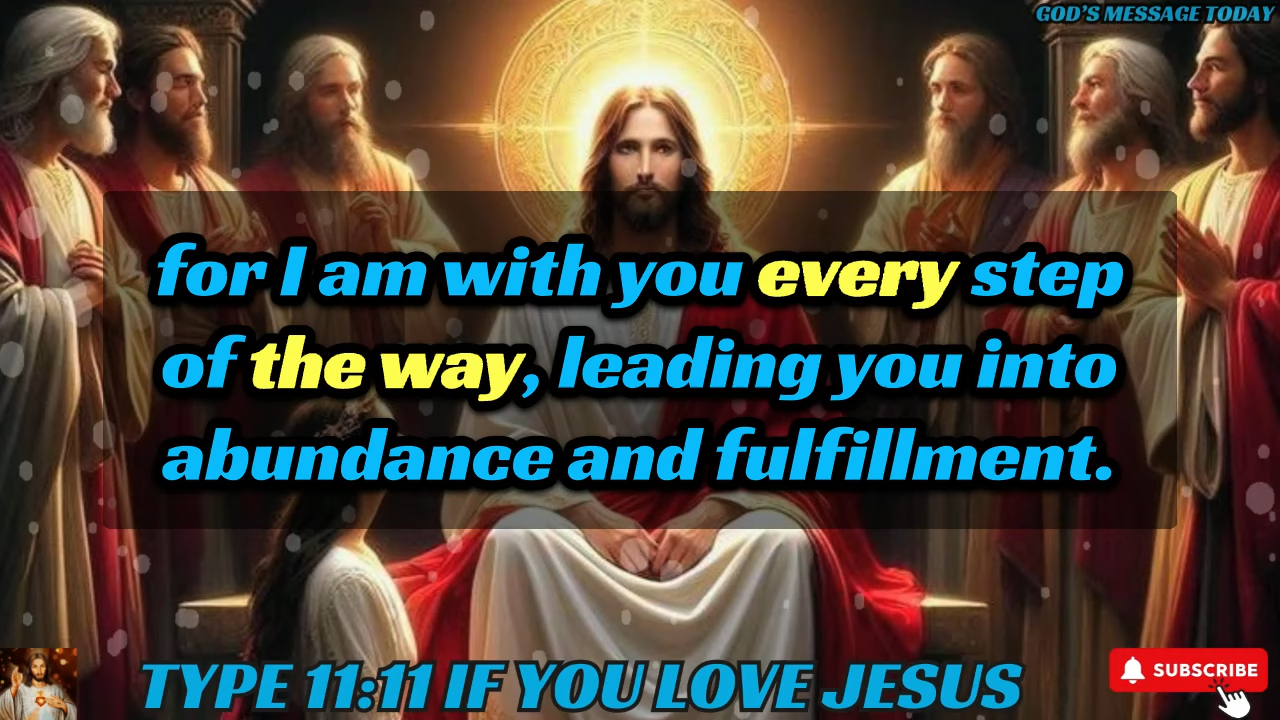 GOD'S MESSAGE TODAY
for I am with you every step
of the way, leading you into
abundance and fulfillment.
TYPE 11:11 IF YOU LOVE JESUS
SUBSCRIBE